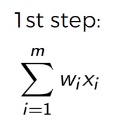 1st step:
m
∑ wᵢxᵢ
i=1